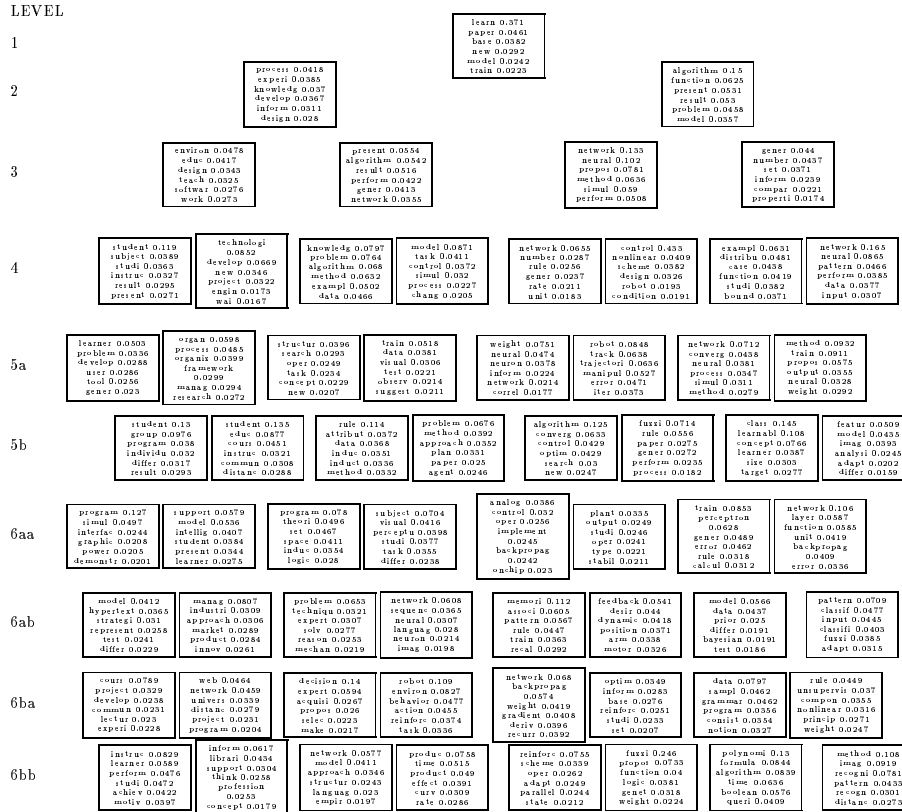 LEVEL
1
learn 0.371
paper 0.0461
base 0.0382
new 0.0292
model 0.0242
train 0.0223
2
process 0.0418
experi 0.0385
knowledg 0.037
develop 0.0367
inform 0.0311
design 0.028
algorithm 0.15
function 0.0625
present 0.0531
result 0.053
problem 0.0458
model 0.0357
3
environ 0.0478
educ 0.0417
design 0.0343
teach 0.0325
softwar 0.0276
work 0.0273
present 0.0554
algorithm 0.0542
result 0.0516
perform 0.0422
gener 0.0413
network 0.0355
network 0.133
neural 0.102
propos 0.0781
method 0.0636
simul 0.059
perform 0.0508
gener 0.044
number 0.0437
set 0.0371
inform 0.0239
compar 0.0221
properti 0.0174
4
student 0.119
subject 0.0389
studi 0.0363
instruc 0.0327
result 0.0295
present 0.0271
technologi
0.0852
develop 0.0669
new 0.0346
project 0.0322
engin 0.0173
wai 0.0167
knowledg 0.0797
problem 0.0764
algorithm 0.068
method 0.0632
exampl 0.0502
data 0.0466
model 0.0871
task 0.0411
control 0.0372
simul 0.032
process 0.0227
chang 0.0205
network 0.0655
number 0.0287
rule 0.0256
gener 0.0237
rate 0.0211
unit 0.0183
control 0.433
nonlinear 0.0409
scheme 0.0382
design 0.0326
robot 0.0193
condition 0.0191
exampl 0.0631
distribu 0.0481
case 0.0438
function 0.0419
studi 0.0382
bound 0.0371
network 0.165
neural 0.0865
pattern 0.0466
perform 0.0385
data 0.0377
input 0.0307
5a
learner 0.0503
problem 0.0336
develop 0.0288
user 0.0286
tool 0.0256
gener 0.023
organ 0.0598
process 0.0485
organiz 0.0399
framework
0.0299
manag 0.0294
research 0.0272
structur 0.0396
search 0.0293
oper 0.0249
task 0.0234
concept 0.0229
new 0.0207
train 0.0518
data 0.0381
visual 0.0306
test 0.0221
observ 0.0214
suggest 0.0211
weight 0.0751
neural 0.0474
neuron 0.0378
inform 0.0224
network 0.0214
correl 0.0177
robot 0.0848
track 0.0638
trajectori 0.0636
manipul 0.0527
error 0.0471
iter 0.0373
network 0.0712
converg 0.0438
neural 0.0381
process 0.0347
simul 0.0311
method 0.0279
method 0.0932
train 0.0911
propos 0.0575
output 0.0355
neural 0.0328
weight 0.0292
5b
student 0.13
group 0.0976
program 0.038
individu 0.032
differ 0.0317
result 0.0293
student 0.135
educ 0.0877
cours 0.0451
instruc 0.0321
commun 0.0308
distanc 0.0288
rule 0.114
attribut 0.0372
data 0.0368
induc 0.0351
induct 0.0336
method 0.0332
problem 0.0676
method 0.0392
approach 0.0352
plan 0.0331
paper 0.025
agent 0.0246
algorithm 0.125
converg 0.0633
control 0.0429
optim 0.0429
search 0.03
new 0.0247
fuzzi 0.0714
rule 0.0556
paper 0.0275
gener 0.0272
perform 0.0235
process 0.0182
class 0.145
learnabl 0.108
concept 0.0766
learner 0.0387
size 0.0303
target 0.0277
featur 0.0509
model 0.0435
imag 0.0393
analysi 0.0245
adapt 0.0202
differ 0.0159
6aa
program 0.127
simul 0.0497
interfac 0.0244
graphic 0.0208
power 0.0205
demonstr 0.0201
support 0.0579
model 0.0536
intellig 0.0407
student 0.0384
present 0.0344
learner 0.0275
program 0.078
theori 0.0496
set 0.0467
space 0.0411
induc 0.0354
logic 0.028
subject 0.0704
visual 0.0416
perceptu 0.0398
studi 0.0377
task 0.0355
differ 0.0238
analog 0.0386
control 0.032
oper 0.0256
implement
0.0245
backpropag
0.0242
onchip 0.023
plant 0.0335
output 0.0249
studi 0.0246
oper 0.0241
type 0.0221
stabil 0.0211
train 0.0853
perceptron
0.0628
gener 0.0489
error 0.0462
rule 0.0318
calcul 0.0312
network 0.106
layer 0.0587
function 0.0585
unit 0.0419
backpropag
0.0409
error 0.0336
6ab
model 0.0412
hypertext 0.0365
strategi 0.031
represent 0.0258
test 0.0241
differ 0.0229
manag 0.0807
industri 0.0309
approach 0.0306
market 0.0289
product 0.0284
innov 0.0261
problem 0.0653
techniqu 0.0321
expert 0.0307
solv 0.0277
reason 0.0253
mechan 0.0219
network 0.0608
sequenc 0.0365
neural 0.0307
languag 0.028
neuron 0.0214
imag 0.0198
memori 0.112
associ 0.0605
pattern 0.0567
rule 0.0447
train 0.0363
recal 0.0292
feedback 0.0541
desir 0.044
dynamic 0.0418
position 0.0371
arm 0.0338
motor 0.0326
model 0.0566
data 0.0437
prior 0.025
differ 0.0191
bayesian 0.0191
test 0.0186
pattern 0.0709
classif 0.0477
input 0.0445
classifi 0.0403
fuzzi 0.0385
adapt 0.0315
6ba
cours 0.0789
project 0.0329
develop 0.0238
commun 0.0231
lectur 0.023
experi 0.0228
web 0.0464
network 0.0459
univers 0.0339
distanc 0.0279
project 0.0231
program 0.0204
decision 0.14
expert 0.0594
acquisi 0.0267
propos 0.026
selec 0.0223
make 0.0217
robot 0.109
environ 0.0827
behavior 0.0477
action 0.0455
reinforc 0.0374
task 0.0336
network 0.068
backpropag
0.0574
weight 0.0419
gradient 0.0408
deriv 0.0396
recurr 0.0392
optim 0.0349
inform 0.0283
base 0.0276
reinforc 0.0251
studi 0.0233
set 0.0207
data 0.0797
sampl 0.0462
grammar 0.0462
program 0.0356
consist 0.0354
notion 0.0327
rule 0.0449
unsupervis 0.037
compon 0.0355
nonlinear 0.0316
princip 0.0271
weight 0.0247
6bb
instruc 0.0829
learner 0.0589
perform 0.0476
studi 0.0472
achiev 0.0422
motiv 0.0397
inform 0.0617
librari 0.0434
support 0.0304
think 0.0258
profession
0.0253
concept 0.0179
network 0.0577
model 0.0411
approach 0.0346
structur 0.0243
languag 0.023
empir 0.0197
produc 0.0758
time 0.0515
product 0.049
effect 0.0391
curv 0.0309
rate 0.0286
reinforc 0.0755
scheme 0.0339
oper 0.0262
adapt 0.0249
parallel 0.0244
state 0.0212
fuzzi 0.246
propos 0.0733
function 0.04
logic 0.0381
genet 0.0318
weight 0.0224
polynomi 0.13
formula 0.0844
algorithm 0.0839
time 0.0636
boolean 0.0576
queri 0.0409
method 0.108
imag 0.0919
recogni 0.0781
pattern 0.0433
recogn 0.0301
distanc 0.0273